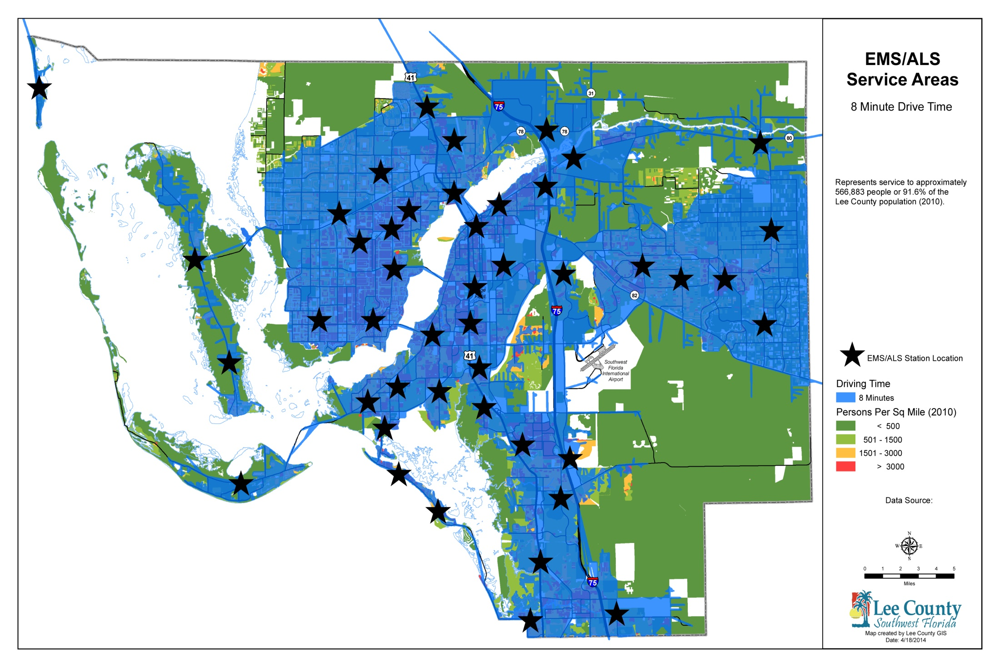 EMS/ALS
Service Areas
8 Minute Drive Time
Represents service to approximately
566,883 people or 91.6% of the
Lee County population (2010).
EMS/ALS Station Location
Driving Time
8 Minutes
Persons Per Sq Mile (2010)
< 500
501 - 1500
1501 - 3000
> 3000
Data Source:
N
W E
S
0 1 2 3 4 5
Miles
Lee County
Southwest Florida
Map created by Lee County GIS
Date: 4/18/2014
41
31
75
78
78
80
82
75
41
Southwest
Florida
International
Airport
75